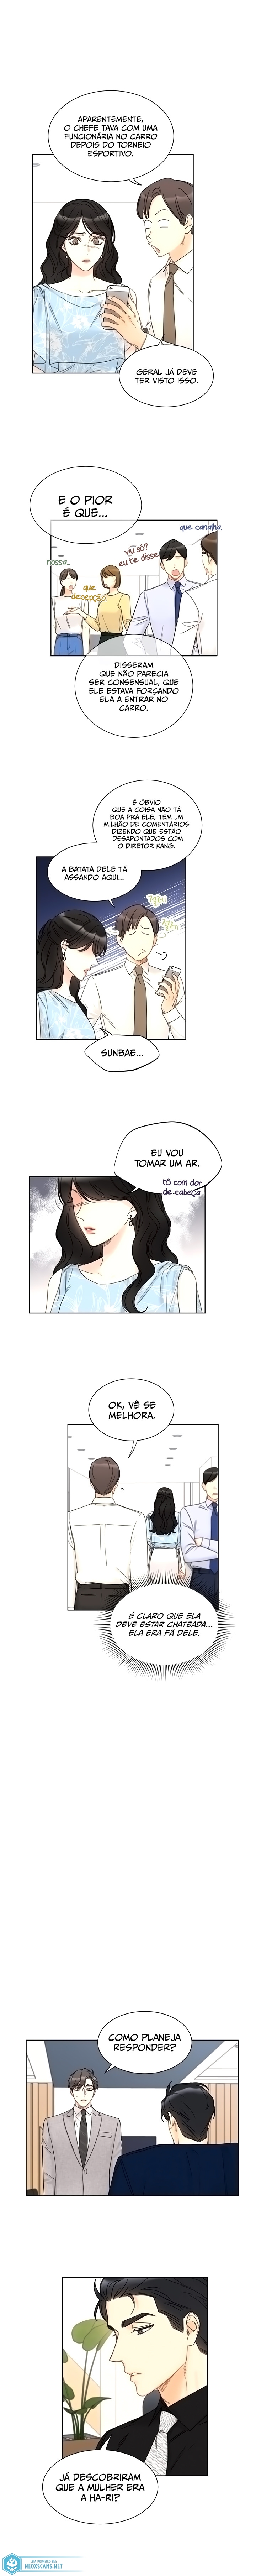 APARENTEMENTE,
O CHEFE TAVA COM UMA
FUNCIONÁRIA NO CARRO
DEPOIS DO TORNEIO
ESPORTIVO.
GERAL JÁ DEVE
TER VISTO ISSO.
E O PIOR
É QUE...
que canalha
nossa..
viu só?
eu te disse
que
decepção
DISSERAM
QUE NÃO PARECIA
SER CONSENSUAL, QUE
ELE ESTAVA FORÇANDO
ELA A ENTRAR NO
CARRO.
É ÓBVIO
QUE A COISA NÃO TÁ
BOA PRA ELE, TEM UM
MILHÃO DE COMENTÁRIOS
DIZENDO QUE ESTÃO
DESAPONTADOS COM
O DIRETOR KANG.
A BATATA DELE TÁ
ASSANDO AQUI...
SUNBAE...
EU VOU
TOMAR UM AR.
tô com dor
de cabeça
OK, VÊ SE
MELHORA.
É CLARO QUE ELA
DEVE ESTAR CHATEADA...
ELA ERA FÃ DELE.
COMO PLANEJA
RESPONDER?
JÁ DESCOBRIRAM
QUE A MULHER ERA
A HA-RI?
LEIA PRIMEIRO EM
NEOXSCANS.NET